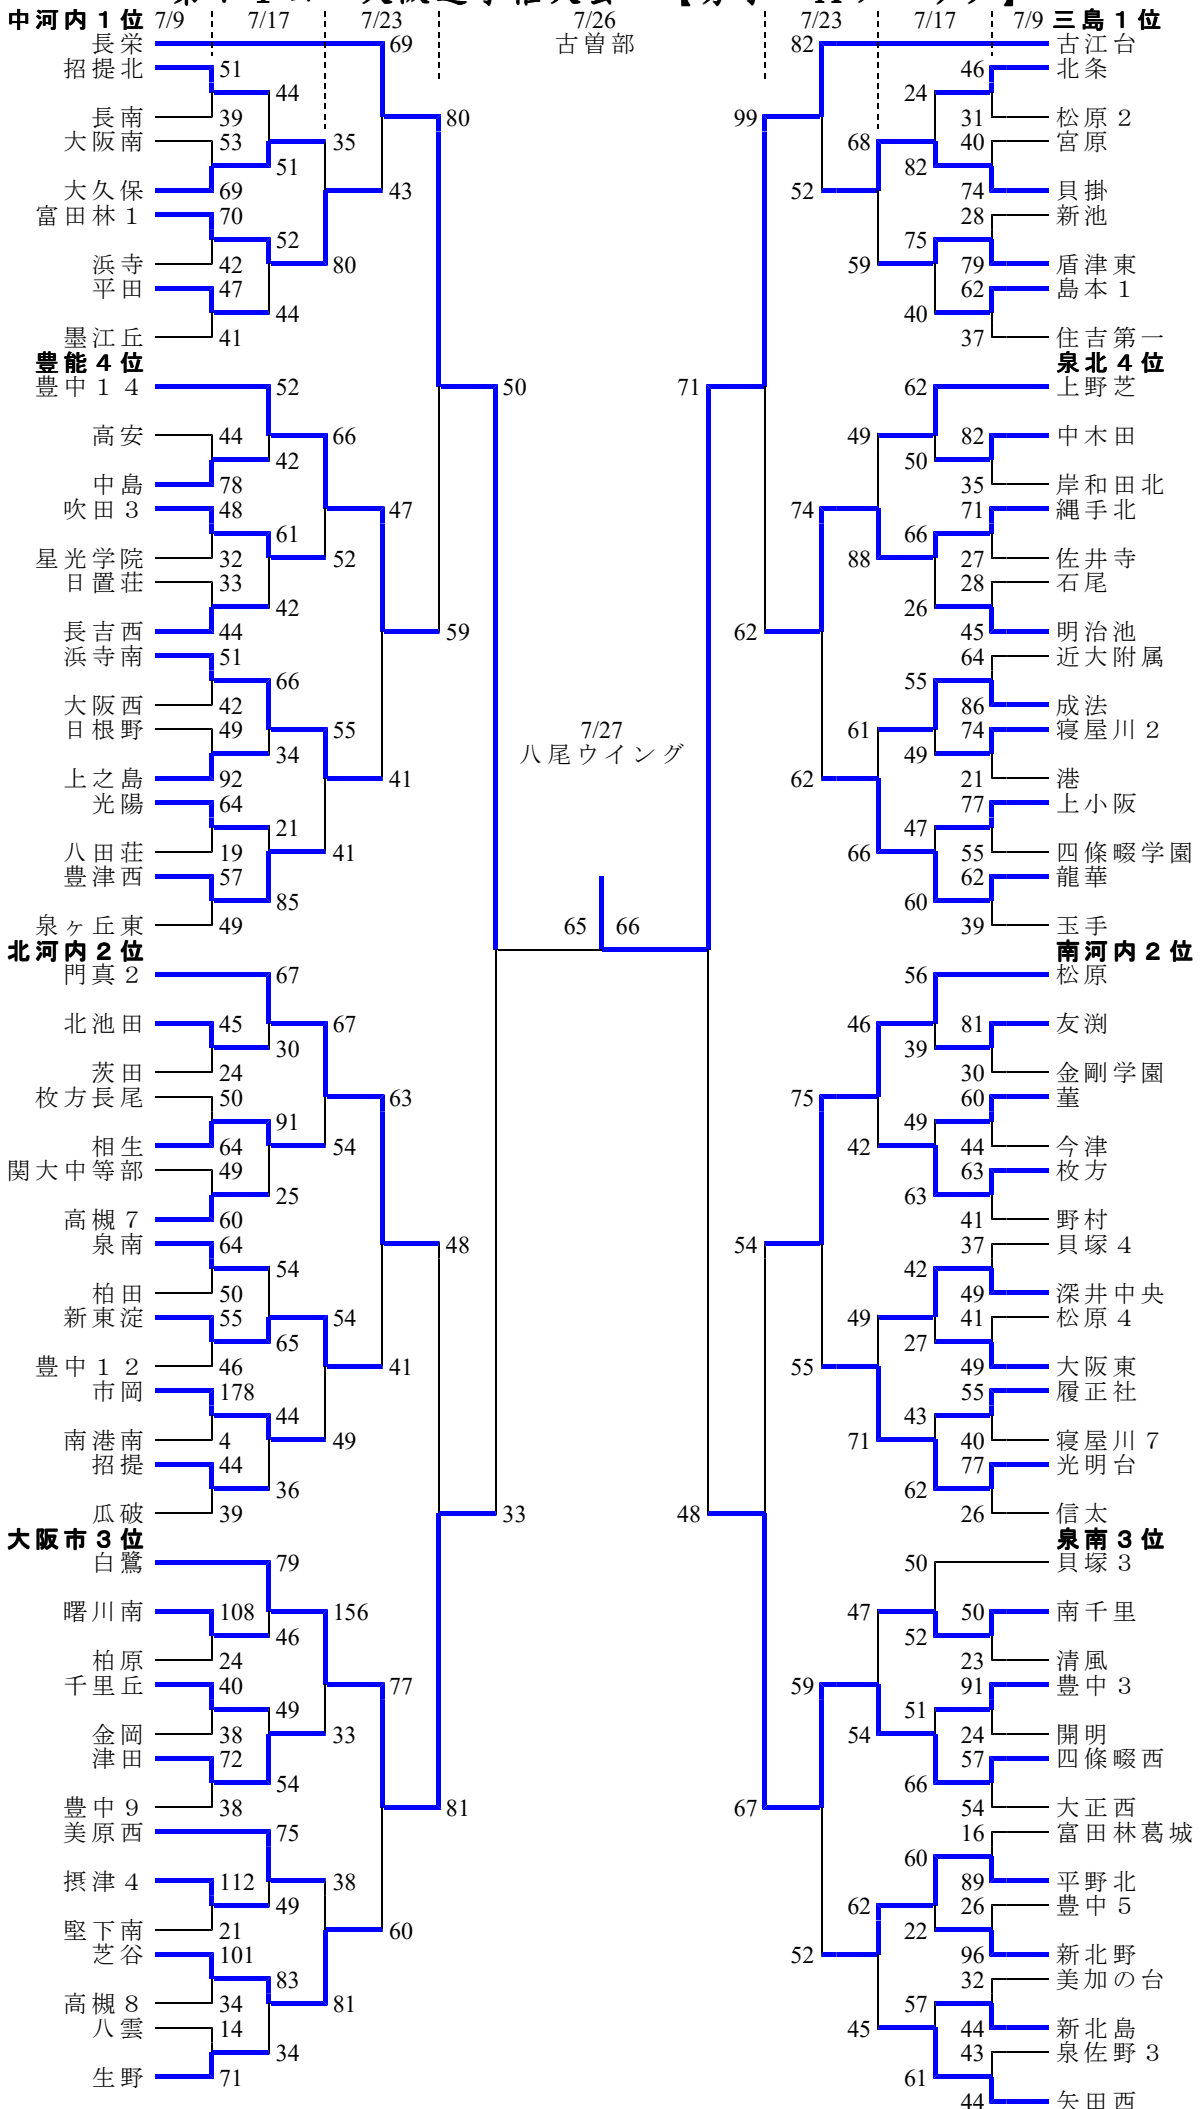 中河内１位 7/9 7/17 7/23 7/26 7/23 7/17 7/9 三島１位
長栄 69 古曽部 82 古江台
招提北 51 46 北条
44 24
長南 39 80 99 31 松原２
大阪南 53 35 68 40 宮原
51 82
大久保 69 43 52 74 貝掛
富田林１ 70 28 新池
52 75
浜寺 42 80 59 79 盾津東
平田 47 62 島本１
44 40
墨江丘 41 37 住吉第一
豊能４位 泉北４位
豊中１４ 52 50 71 62 上野芝
高安 44 66 49 82 中木田
42 50
中島 78 35 岸和田北
吹田３ 48 47 74 71 縄手北
61 66
星光学院 32 52 88 27 佐井寺
日置荘 33 28 石尾
42 26
長吉西 44 59 62 45 明治池
浜寺南 51 64 近大附属
66 55
大阪西 42 86 成法
日根野 49 55 7/27 61 74 寝屋川２
34 八尾ウイング 49
上之島 92 41 62 21 港
光陽 64 77 上小阪
21 47
八田荘 19 41 66 55 四條畷学園
豊津西 57 62 龍華
85 60
泉ヶ丘東 49 65 66 39 玉手
北河内２位 南河内２位
門真２ 67 56 松原
北池田 45 67 46 81 友渕
30 39
茨田 24 30 金剛学園
枚方長尾 50 63 75 60 菫
91 49
相生 64 54 42 44 今津
関大中等部 49 63 枚方
25 63
高槻７ 60 41 野村
泉南 64 48 54 37 貝塚４
54 42
柏田 50 49 深井中央
新東淀 55 54 49 41 松原４
65 27
豊中１２ 46 41 55 49 大阪東
市岡 178 55 履正社
44 43
南港南 4 49 71 40 寝屋川７
招提 44 77 光明台
36 62
瓜破 39 33 48 26 信太
大阪市３位 泉南３位
白鷺 79 50 貝塚３
曙川南 108 156 47 50 南千里
46 52
柏原 24 23 清風
千里丘 40 77 59 91 豊中３
49 51
金岡 38 33 54 24 開明
津田 72 57 四條畷西
54 66
豊中９ 38 81 67 54 大正西
美原西 75 16 富田林葛城
60
摂津４ 112 38 89 平野北
49 62 26 豊中５
堅下南 21 60 22
芝谷 101 52 96 新北野
83 32 美加の台
高槻８ 34 81 57
八雲 14 45 44 新北島
34 43 泉佐野３
生野 71 61
44 矢田西